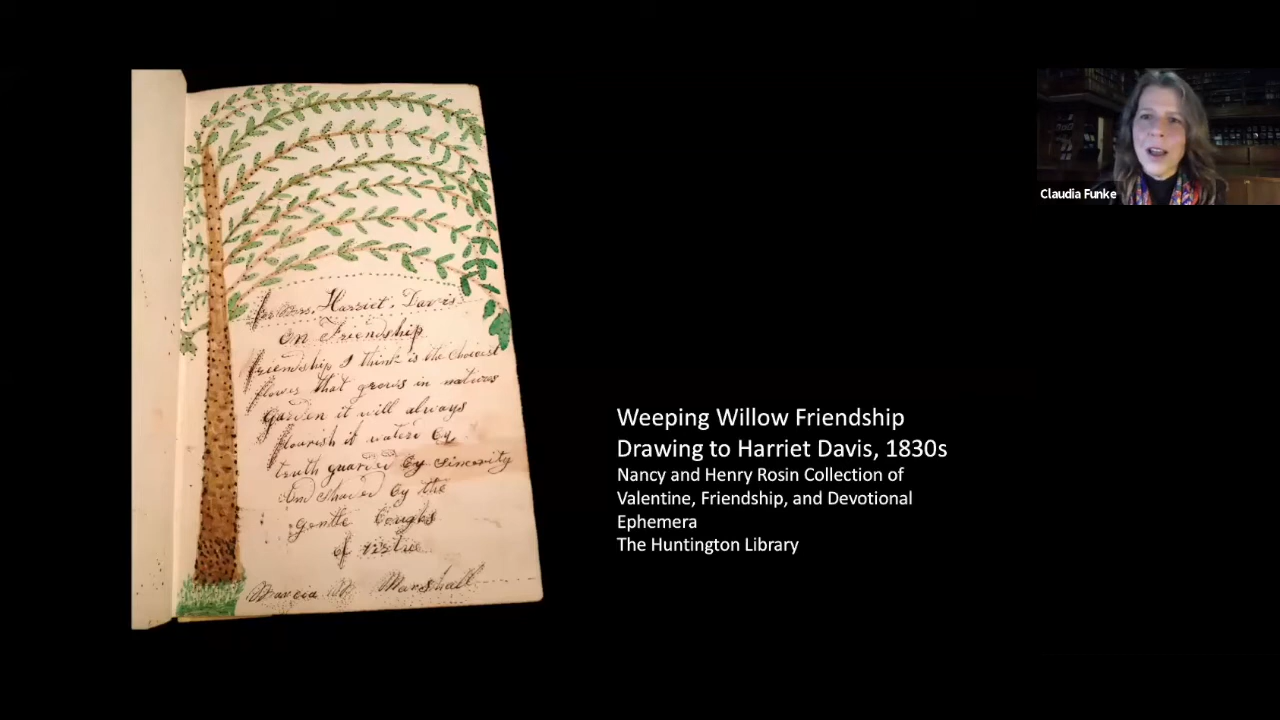 for Mrs. Harriet. Davis
On Friendship
Friendship I think is the choicest
flower that grows in natures
garden it will always
flourish if water'd by
truth guarded by sincerity
and shaded by the
gentle boughs
of virtue
Marcia Marshall
Weeping Willow Friendship
Drawing to Harriet Davis, 1830s
Nancy and Henry Rosin Collection of
Valentine, Friendship, and Devotional
Ephemera
The Huntington Library
Claudia Funke